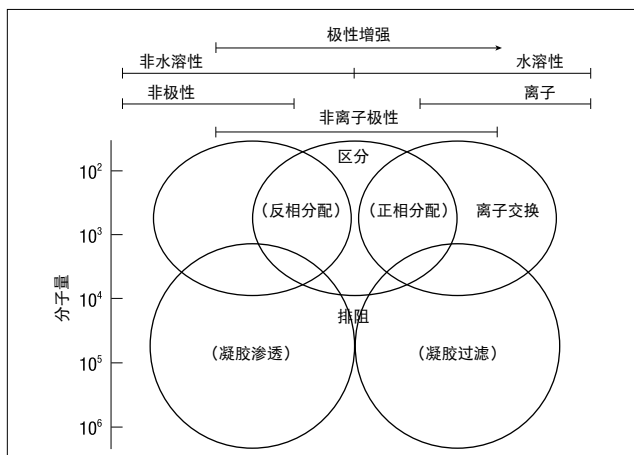 极性增强
非水溶性 水溶性
非极性 离子
非离子极性
区分
10²
（反相分配） （正相分配） 离子交换
10³
分子量
10⁴
排阻
（凝胶渗透） （凝胶过滤）
10⁵
10⁶